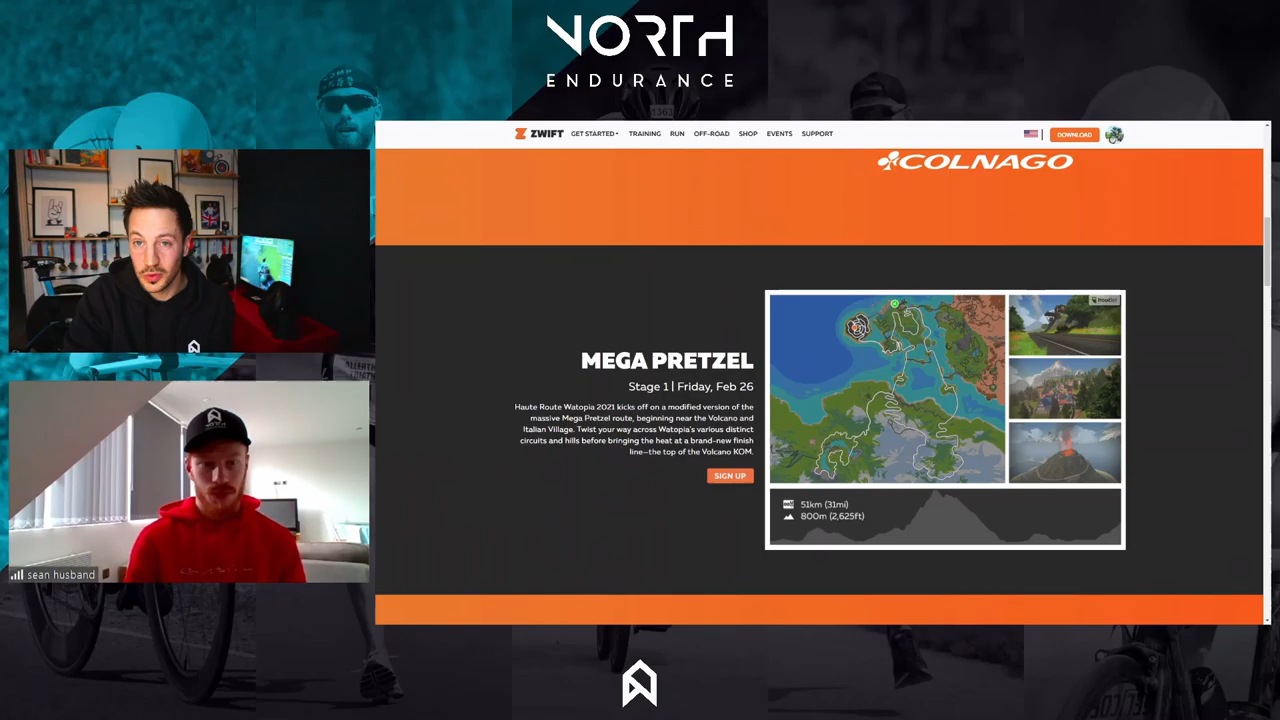 NORTH
ENDURANCE
1363
ZWIFT GET STARTED TRAINING RUN OFF-ROAD SHOP EVENTS SUPPORT DOWNLOAD
COLNAGO
MEGA PRETZEL
Stage 1 | Friday, Feb 26
Haute Route Watopia 2021 kicks off on a modified version of the
massive Mega Pretzel route, beginning near the Volcano and
Italian Village. Twist your way across Watopia's various distinct
circuits and hills before bringing the heat at a brand-new finish
line—the top of the Volcano KOM.
SIGN UP
51km (31mi)
800m (2,625ft)
sean husband